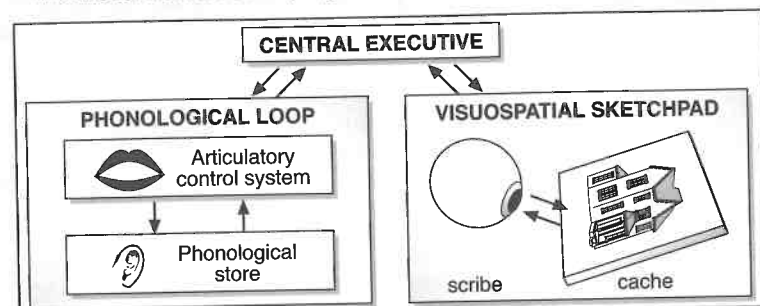 CENTRAL EXECUTIVE
PHONOLOGICAL LOOP
Articulatory
control system
Phonological
store
VISUOSPATIAL SKETCHPAD
scribe
cache